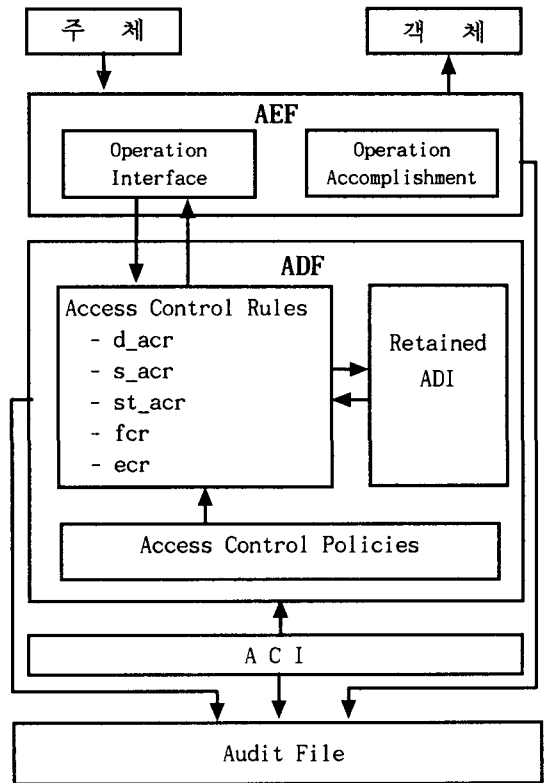 주 체
객 체
AEF
Operation
Interface
Operation
Accomplishment
ADF
Access Control Rules
- d_acr
- s_acr
- st_acr
- fcr
- ecr
Retained
ADI
Access Control Policies
A C I
Audit File